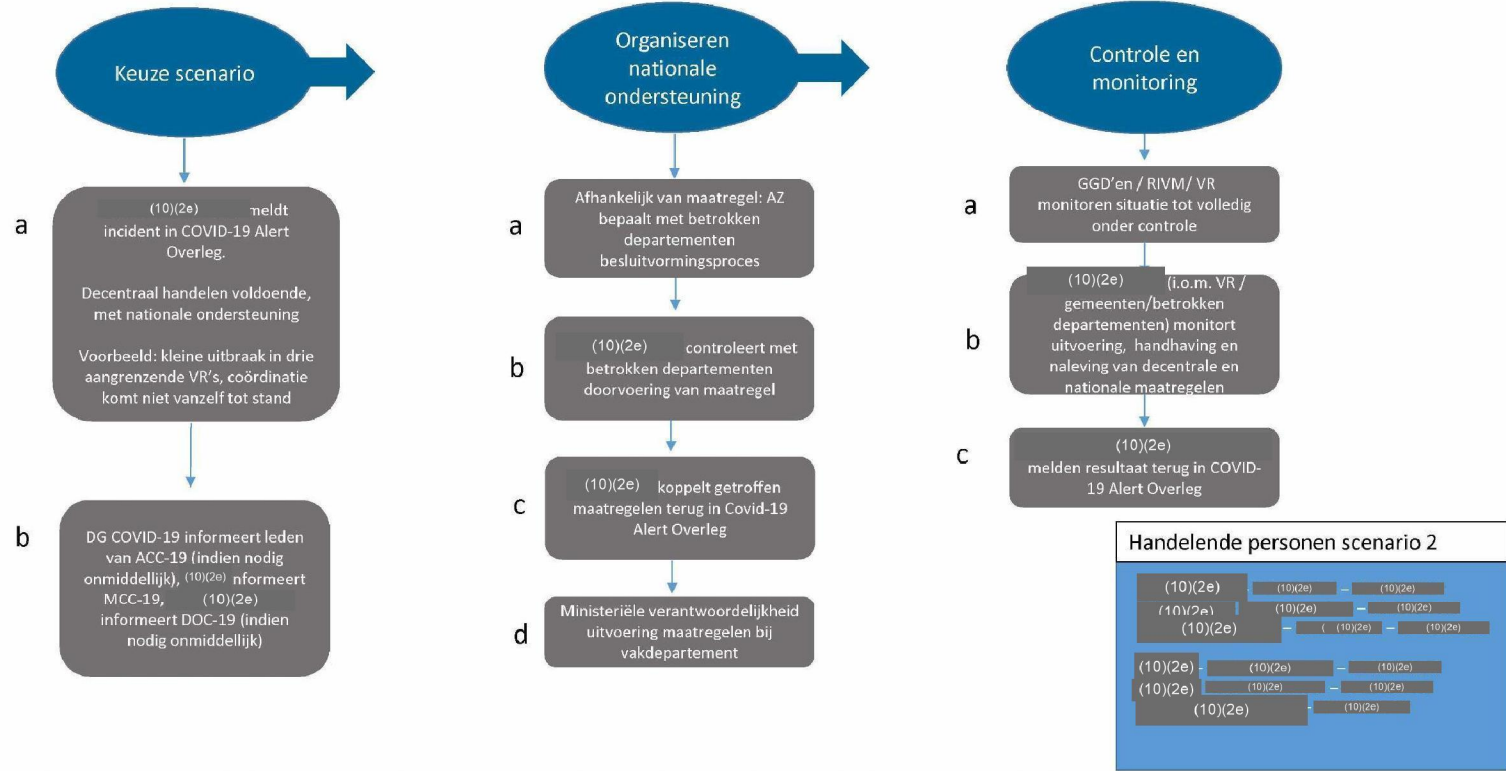 Keuze scenario
a
(10)(2e) meldt
incident in COVID-19 Alert
Overleg.
Decentraal handelen voldoende,
met nationale ondersteuning
Voorbeeld: kleine uitbraak in drie
aangrenzende VR's, coördinatie
komt niet vanzelf tot stand
b
DG COVID-19 informeert leden
van ACC-19 (indien nodig
onmiddellijk), (10)(2e) nformeert
MCC-19, (10)(2e)
informeert DOC-19 (indien
nodig onmiddellijk)
Organiseren
nationale
ondersteuning
a
Afhankelijk van maatregel: AZ
bepaalt met betrokken
departementen
besluitvormingsproces
b
(10)(2e) controleert met
betrokken departementen
doorvoering van maatregel
c
(10)(2e) koppelt getroffen
maatregelen terug in Covid-19
Alert Overleg
d
Ministeriële verantwoordelijkheid
uitvoering maatregelen bij
vakdepartement
Controle en
monitoring
a
GGD'en / RIVM/ VR
monitoren situatie tot volledig
onder controle
b
(10)(2e) (i.o.m. VR /
gemeenten/betrokken
departementen) monitort
uitvoering, handhaving en
naleving van decentrale en
nationale maatregelen
c
(10)(2e)
melden resultaat terug in COVID-
19 Alert Overleg
Handelende personen scenario 2
(10)(2e) - (10)(2e) – (10)(2e)
(10)(2e) (10)(2e) – (10)(2e)
(10)(2e) – ( (10)(2e) – (10)(2e)
(10)(2e) - (10)(2e) – (10)(2e)
(10)(2e) (10)(2e) – (10)(2e)
(10)(2e) - (10)(2e)